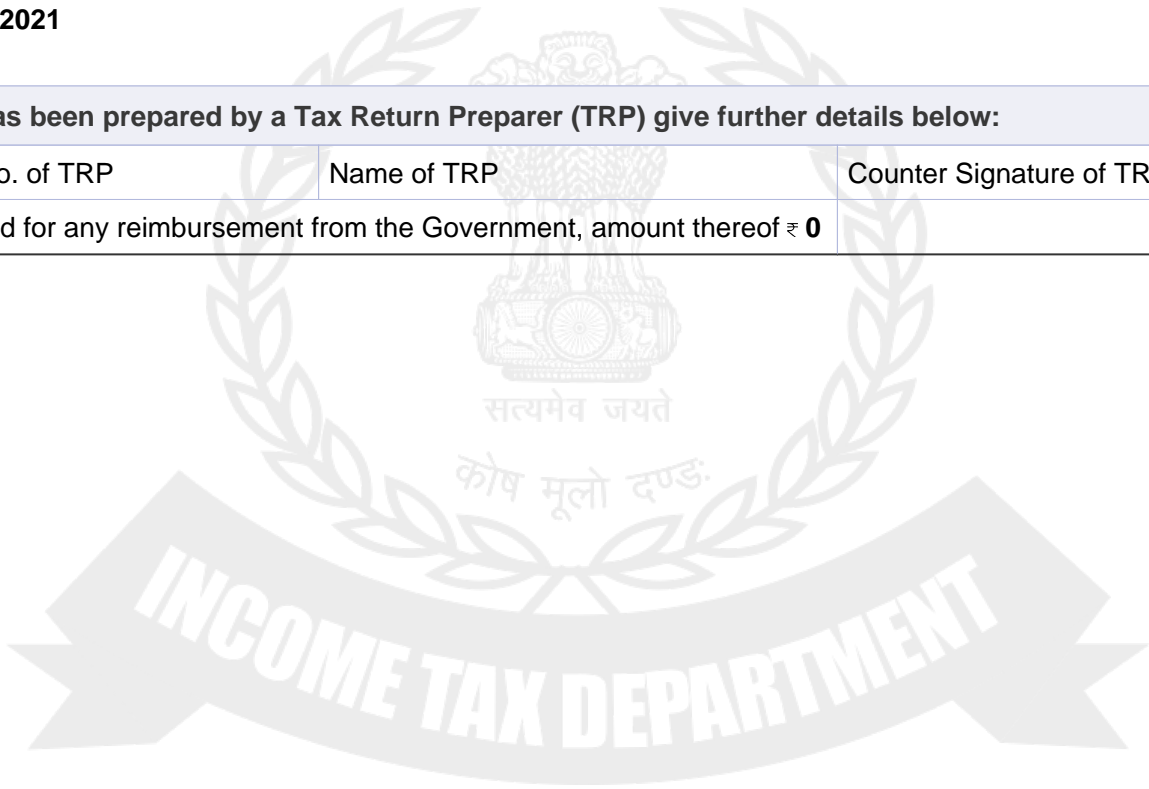 2021
as been prepared by a Tax Return Preparer (TRP) give further details below:
o. of TRP Name of TRP Counter Signature of TR
d for any reimbursement from the Government, amount thereof ₹ 0
सत्यमेव जयते
कोष मूलो दण्डः
INCOME TAX DEPARTMENT